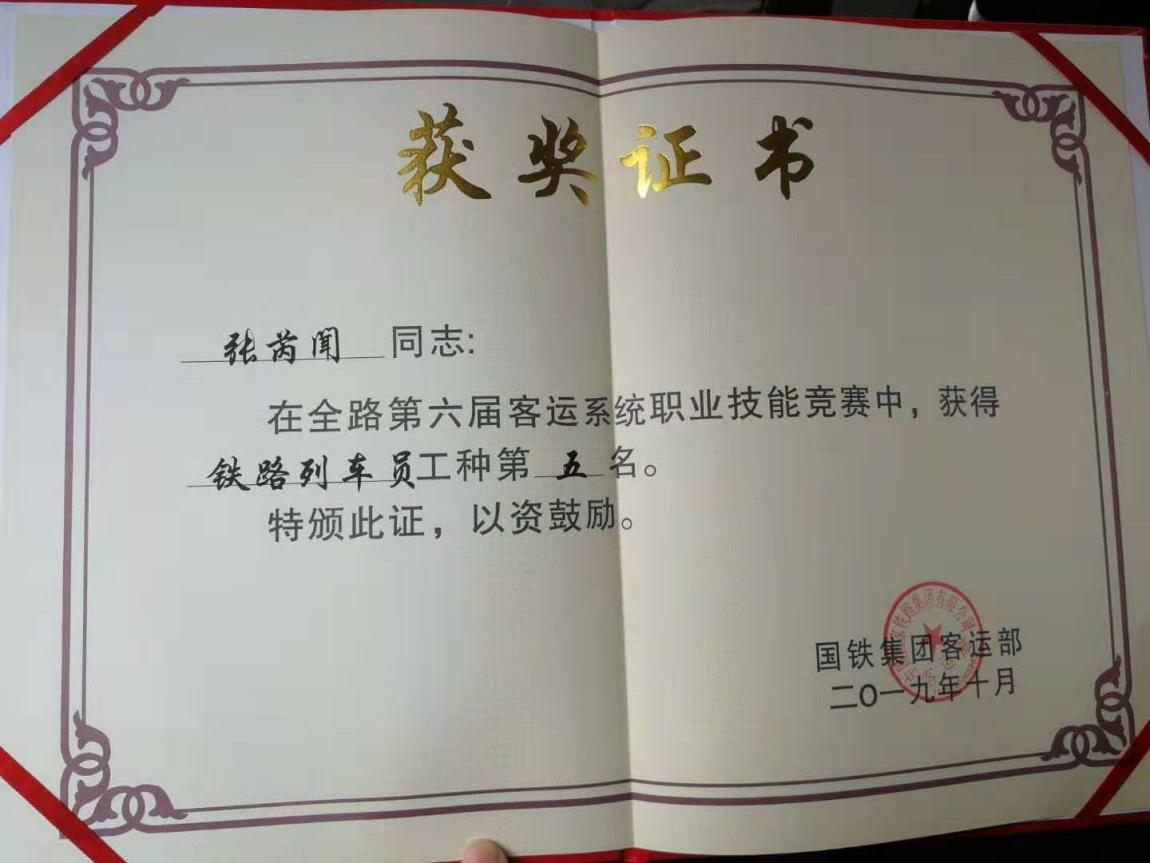 获奖证书
张芮闻 同志:
在全路第六届客运系统职业技能竞赛中，获得
铁路列车员工种第 五 名。
特颁此证，以资鼓励。
国铁集团客运部
二〇一九年十月